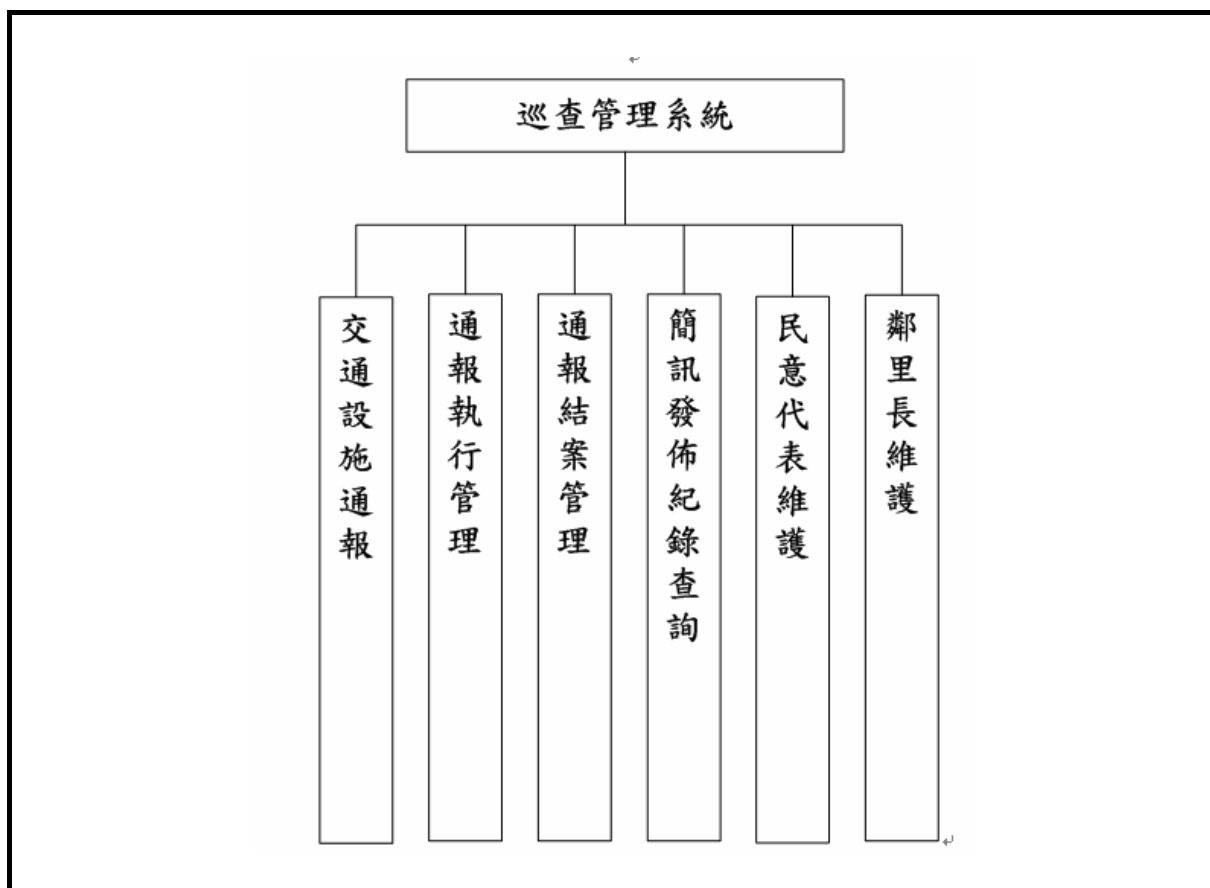 巡查管理系統
交通設施通報
通報執行管理
通報結案管理
簡訊發佈紀錄查詢
民意代表維護
鄰里長維護